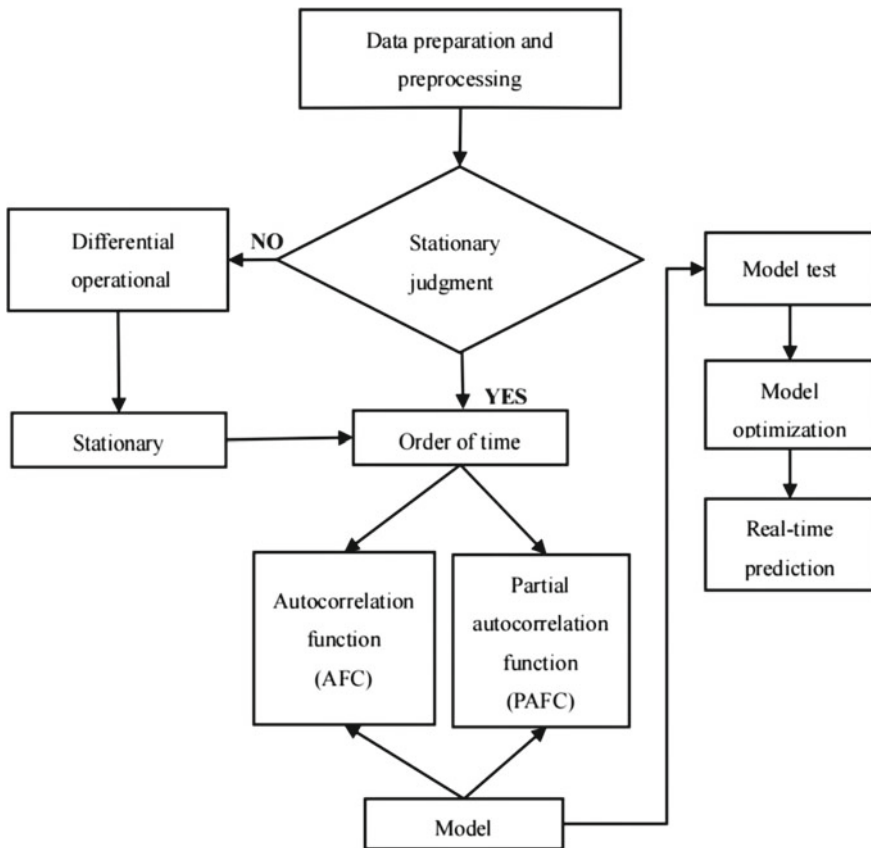 Data preparation and
preprocessing
Differential
operational
NO
Stationary
judgment
Model test
YES
Model
optimization
Stationary
Order of time
Real-time
prediction
Autocorrelation
function
(AFC)
Partial
autocorrelation
function
(PAFC)
Model